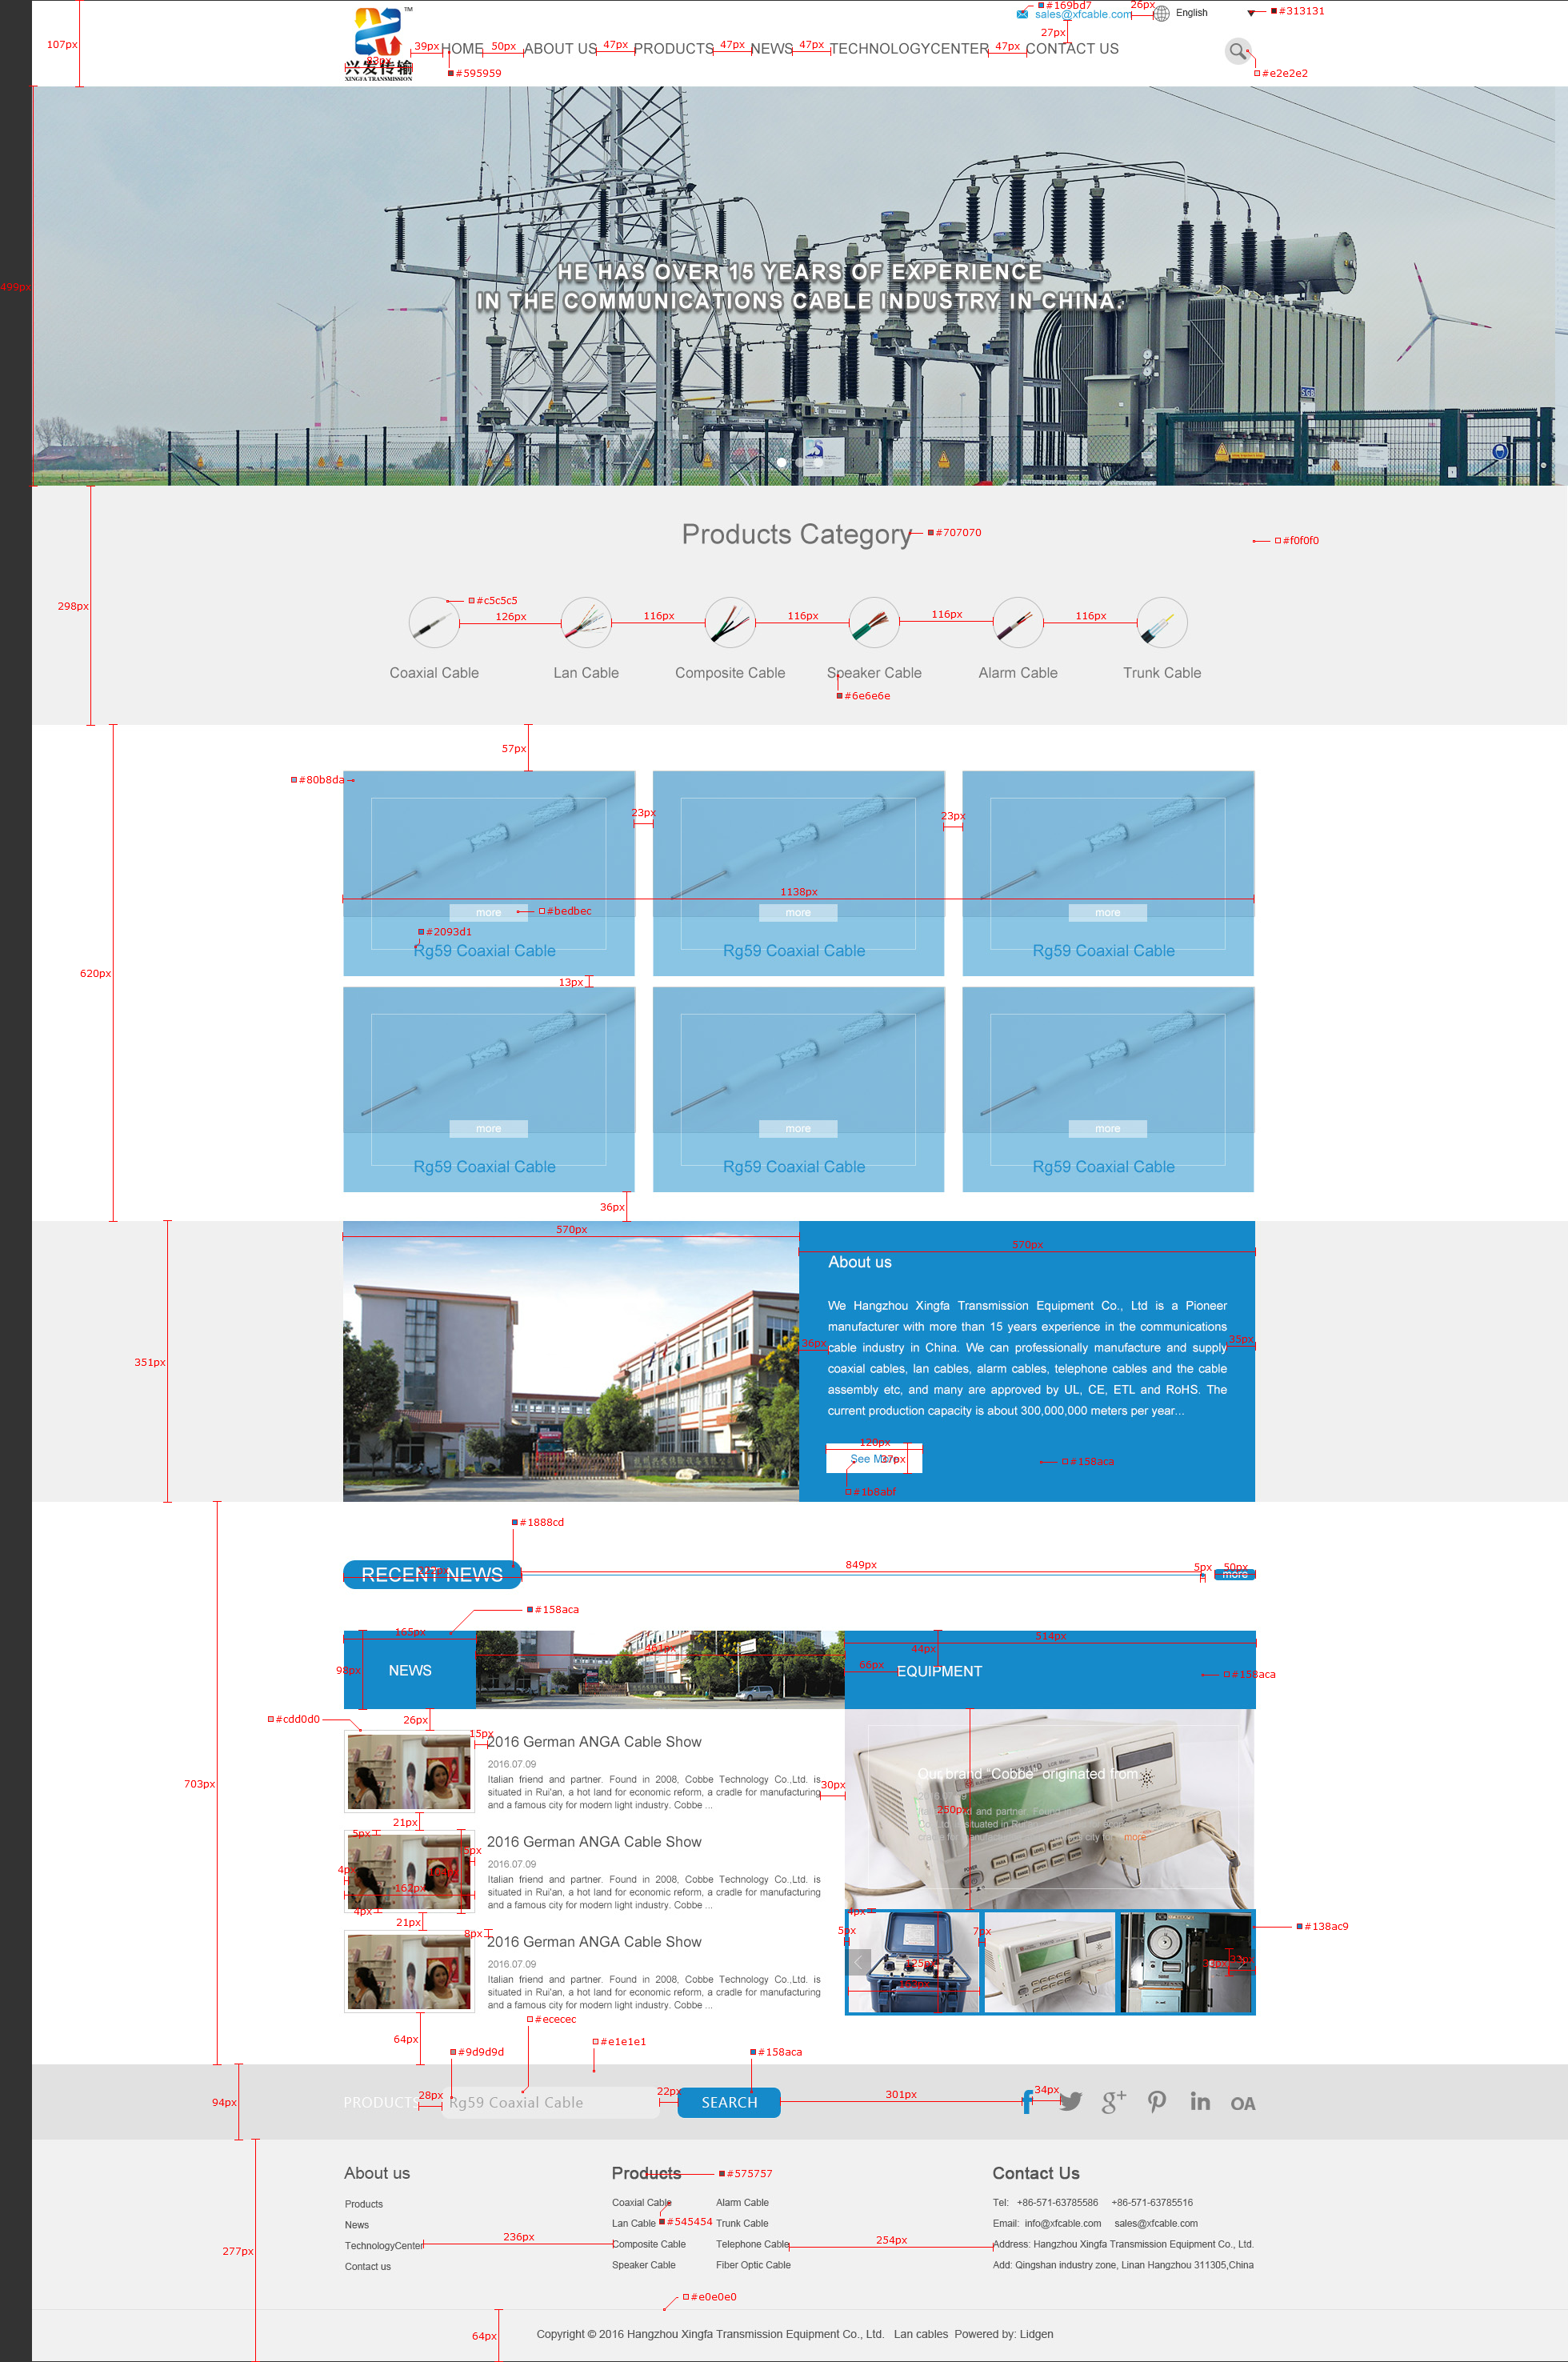 107px
兴发传输
XINGFA TRANSMISSION
TM
39px
83px
HOME
50px
ABOUT US
47px
PRODUCTS
47px
NEWS
47px
TECHNOLOGYCENTER
47px
CONTACT US
#595959
sales@xfcable.com
#169bd7
26px
27px
English
#313131
#e2e2e2
499px
HE HAS OVER 15 YEARS OF EXPERIENCE
IN THE COMMUNICATIONS CABLE INDUSTRY IN CHINA.
SGB
298px
Products Category
#707070
#f0f0f0
#c5c5c5
126px
116px
116px
116px
116px
Coaxial Cable
Lan Cable
Composite Cable
Speaker Cable
Alarm Cable
Trunk Cable
#6e6e6e
57px
620px
#80b8da
23px
23px
1138px
more
#bedbec
more
more
#2093d1
Rg59 Coaxial Cable
Rg59 Coaxial Cable
Rg59 Coaxial Cable
13px
more
more
more
Rg59 Coaxial Cable
Rg59 Coaxial Cable
Rg59 Coaxial Cable
36px
351px
570px
570px
About us
We Hangzhou Xingfa Transmission Equipment Co., Ltd is a Pioneer
manufacturer with more than 15 years experience in the communications
cable industry in China. We can professionally manufacture and supply
coaxial cables, lan cables, alarm cables, telephone cables and the cable
assembly etc, and many are approved by UL, CE, ETL and RoHS. The
current production capacity is about 300,000,000 meters per year...
36px
35px
120px
See More
37px
#158aca
#1b8abf
703px
#1888cd
RECENT NEWS
849px
5px
50px
more
#158aca
165px
98px
NEWS
461px
514px
44px
66px
EQUIPMENT
#158aca
#cdd0d0
26px
15px
2016 German ANGA Cable Show
2016.07.09
Italian friend and partner. Found in 2008, Cobbe Technology Co.,Ltd. is
situated in Rui'an, a hot land for economic reform, a cradle for manufacturing
and a famous city for modern light industry. Cobbe ...
30px
21px
5px
5px
4px
162px
4px
2016 German ANGA Cable Show
2016.07.09
Italian friend and partner. Found in 2008, Cobbe Technology Co.,Ltd. is
situated in Rui'an, a hot land for economic reform, a cradle for manufacturing
and a famous city for modern light industry. Cobbe ...
21px
8px
2016 German ANGA Cable Show
2016.07.09
Italian friend and partner. Found in 2008, Cobbe Technology Co.,Ltd. is
situated in Rui'an, a hot land for economic reform, a cradle for manufacturing
and a famous city for modern light industry. Cobbe ...
Our brand "Cobbe" originated from...
250px
more
4px
5px
7px
125px
#138ac9
64px
#ececec
#e1e1e1
#9d9d9d
#158aca
94px
PRODUCTS
28px
Rg59 Coaxial Cable
22px
SEARCH
301px
34px
f
g+
in
OA
277px
About us
Products
News
TechnologyCenter
Contact us
236px
Products
#575757
Coaxial Cable
Alarm Cable
Lan Cable
#545454
Trunk Cable
Composite Cable
Telephone Cable
Speaker Cable
Fiber Optic Cable
254px
Contact Us
Tel: +86-571-63785586 +86-571-63785516
Email: info@xfcable.com sales@xfcable.com
Address: Hangzhou Xingfa Transmission Equipment Co., Ltd.
Add: Qingshan industry zone, Linan Hangzhou 311305,China
#e0e0e0
64px
Copyright © 2016 Hangzhou Xingfa Transmission Equipment Co., Ltd. Lan cables Powered by: Lidgen